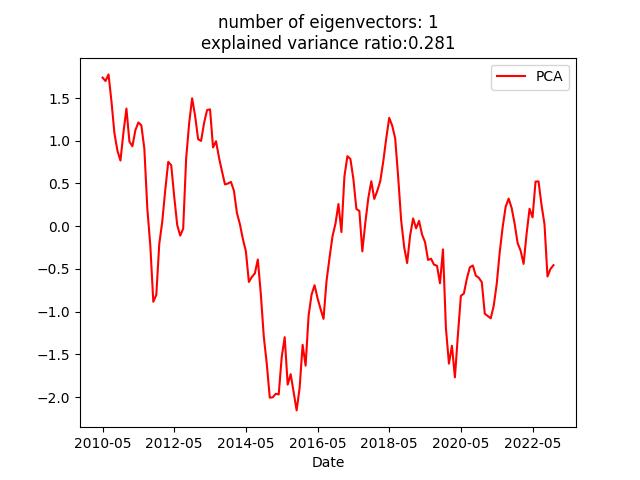 number of eigenvectors: 1
explained variance ratio:0.281
PCA
1.5
1.0
0.5
0.0
−0.5
−1.0
−1.5
−2.0
2010-05 2012-05 2014-05 2016-05 2018-05 2020-05 2022-05
Date